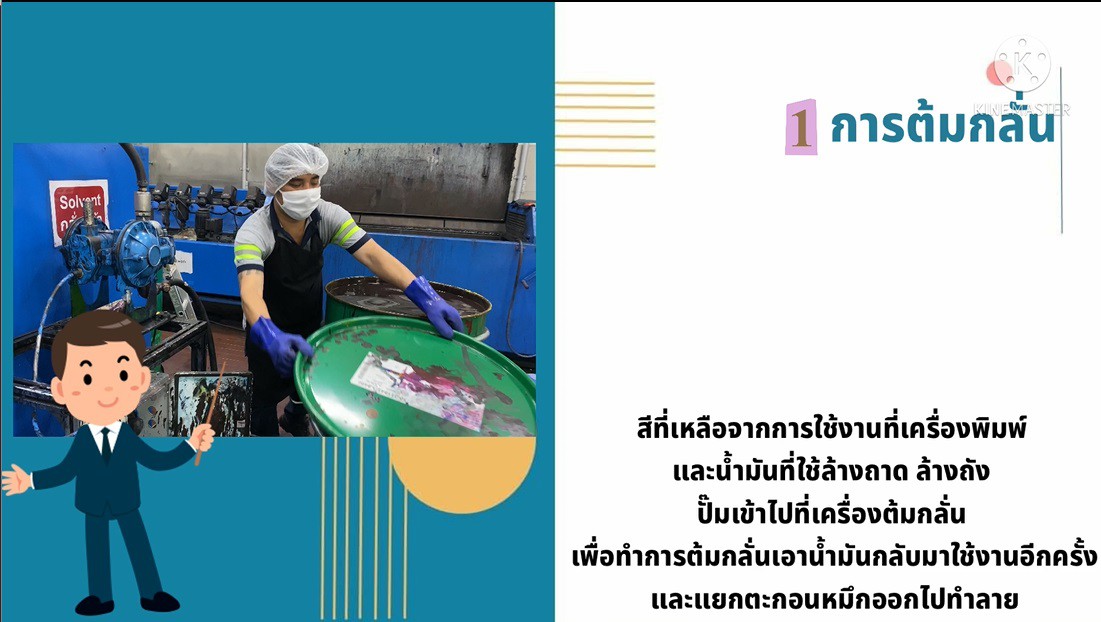 KINEMASTER
1 การต้มกลั่น
Solvent
สีที่เหลือจากการใช้งานที่เครื่องพิมพ์
และน้ำมันที่ใช้ล้างถาด ล้างถัง
ปั๊มเข้าไปที่เครื่องต้มกลั่น
เพื่อทำการต้มกลั่นเอาน้ำมันกลับมาใช้งานอีกครั้ง
และแยกตะกอนหมึกออกไปทำลาย